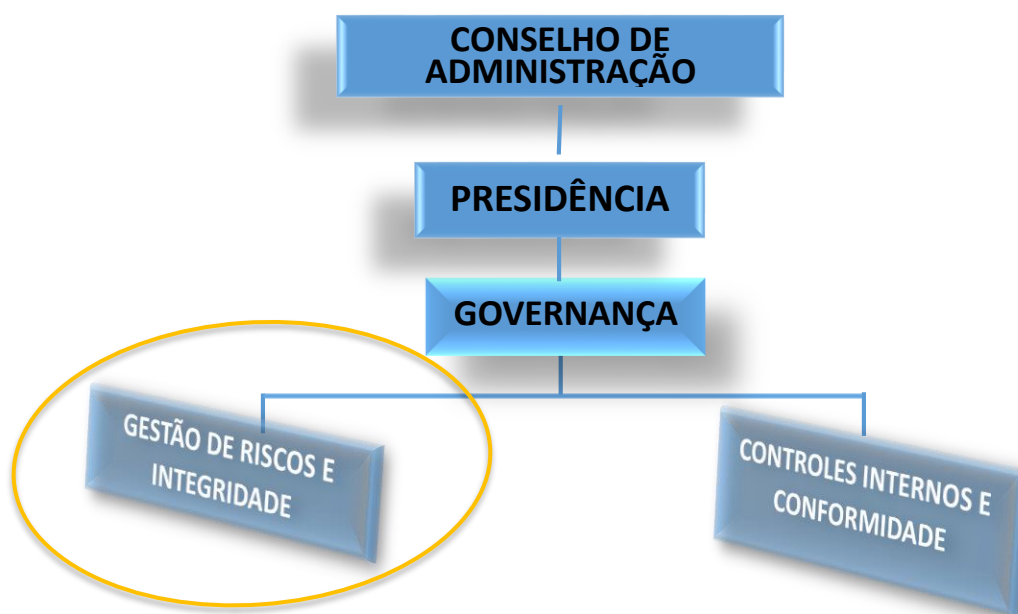 CONSELHO DE
ADMINISTRAÇÃO
PRESIDÊNCIA
GOVERNANÇA
GESTÃO DE RISCOS E
INTEGRIDADE
CONTROLES INTERNOS E
CONFORMIDADE